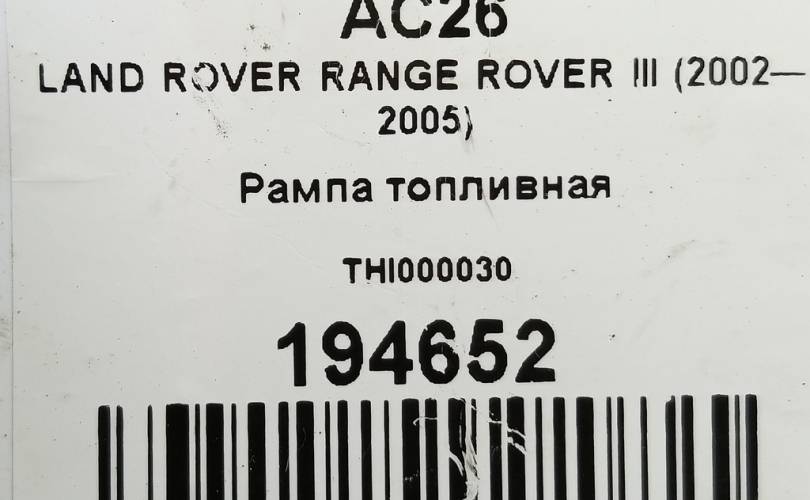 AC26
LAND ROVER RANGE ROVER III (2002—
2005)
Рампа топливная
THI000030
194652